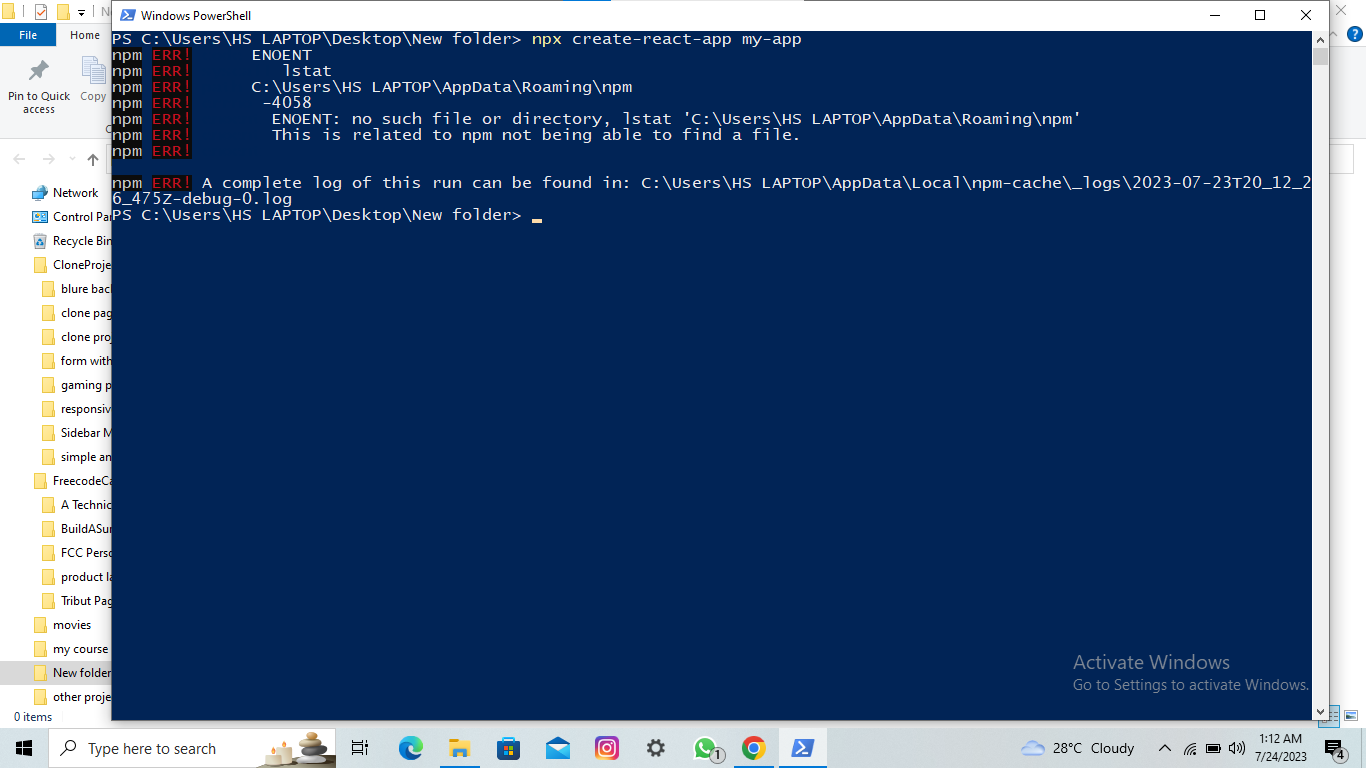 Windows PowerShell
File
Home
Pin to Quick access
Copy
PS C:\Users\HS LAPTOP\Desktop\New folder> npx create-react-app my-app
npm ERR! ENOENT
npm ERR! lstat
npm ERR! C:\Users\HS LAPTOP\AppData\Roaming\npm
npm ERR! -4058
npm ERR! ENOENT: no such file or directory, lstat 'C:\Users\HS LAPTOP\AppData\Roaming\npm'
npm ERR! This is related to npm not being able to find a file.
npm ERR!
npm ERR! A complete log of this run can be found in: C:\Users\HS LAPTOP\AppData\Local\npm-cache\_logs\2023-07-23T20_12_2
6_475Z-debug-0.log
PS C:\Users\HS LAPTOP\Desktop\New folder>
Network
Control Pa
Recycle Bin
CloneProje
blure bac
clone pag
clone pro
form with
gaming p
responsiv
Sidebar M
simple an
FreecodeCa
A Technic
BuildASur
FCC Perso
product la
Tribut Pag
movies
my course
New folder
other proje
0 items
Activate Windows
Go to Settings to activate Windows.
Type here to search
1
28°C Cloudy
1:12 AM
7/24/2023
4